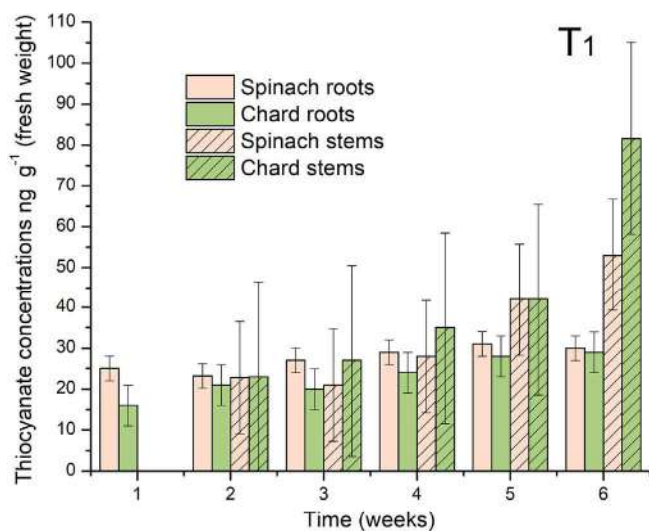 T1
Spinach roots
Chard roots
Spinach stems
Chard stems
Thiocyanate concentrations ng g-1 (fresh weight)
110
100
90
80
70
60
50
40
30
20
10
0
1 2 3 4 5 6
Time (weeks)